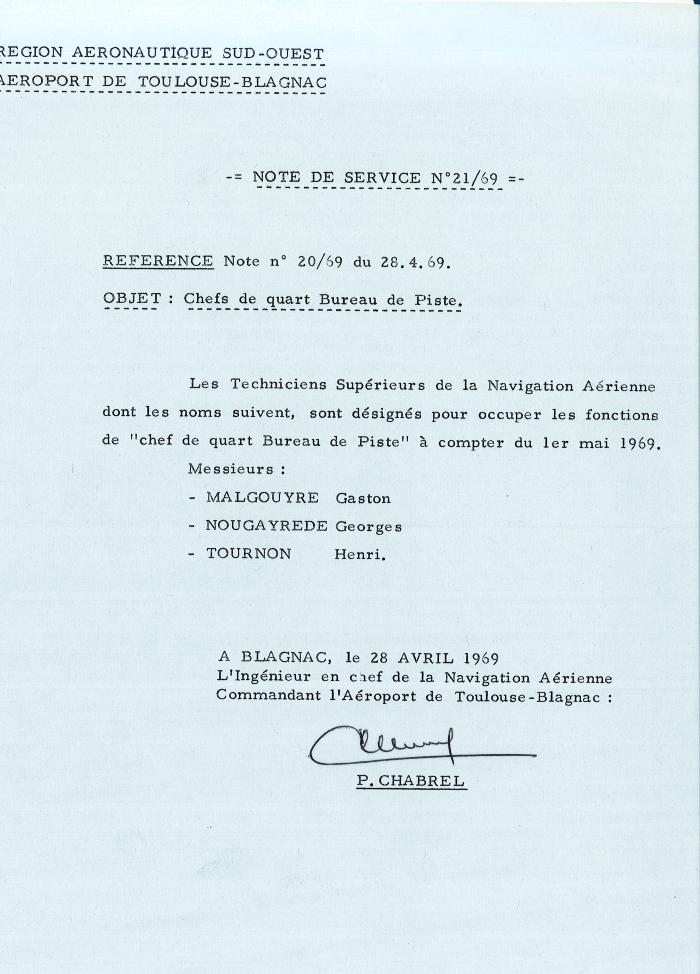 REGION AERONAUTIQUE SUD-OUEST
AEROPORT DE TOULOUSE-BLAGNAC
-= NOTE DE SERVICE N°21/69 =-
REFERENCE Note n° 20/69 du 28.4.69.
OBJET : Chefs de quart Bureau de Piste.
Les Techniciens Supérieurs de la Navigation Aérienne
dont les noms suivent, sont désignés pour occuper les fonctions
de "chef de quart Bureau de Piste" à compter du 1er mai 1969.
Messieurs :
- MALGOUYRE Gaston
- NOUGAYREDE Georges
- TOURNON Henri.
A BLAGNAC, le 28 AVRIL 1969
L'Ingénieur en chef de la Navigation Aérienne
Commandant l'Aéroport de Toulouse-Blagnac :
P. CHABREL